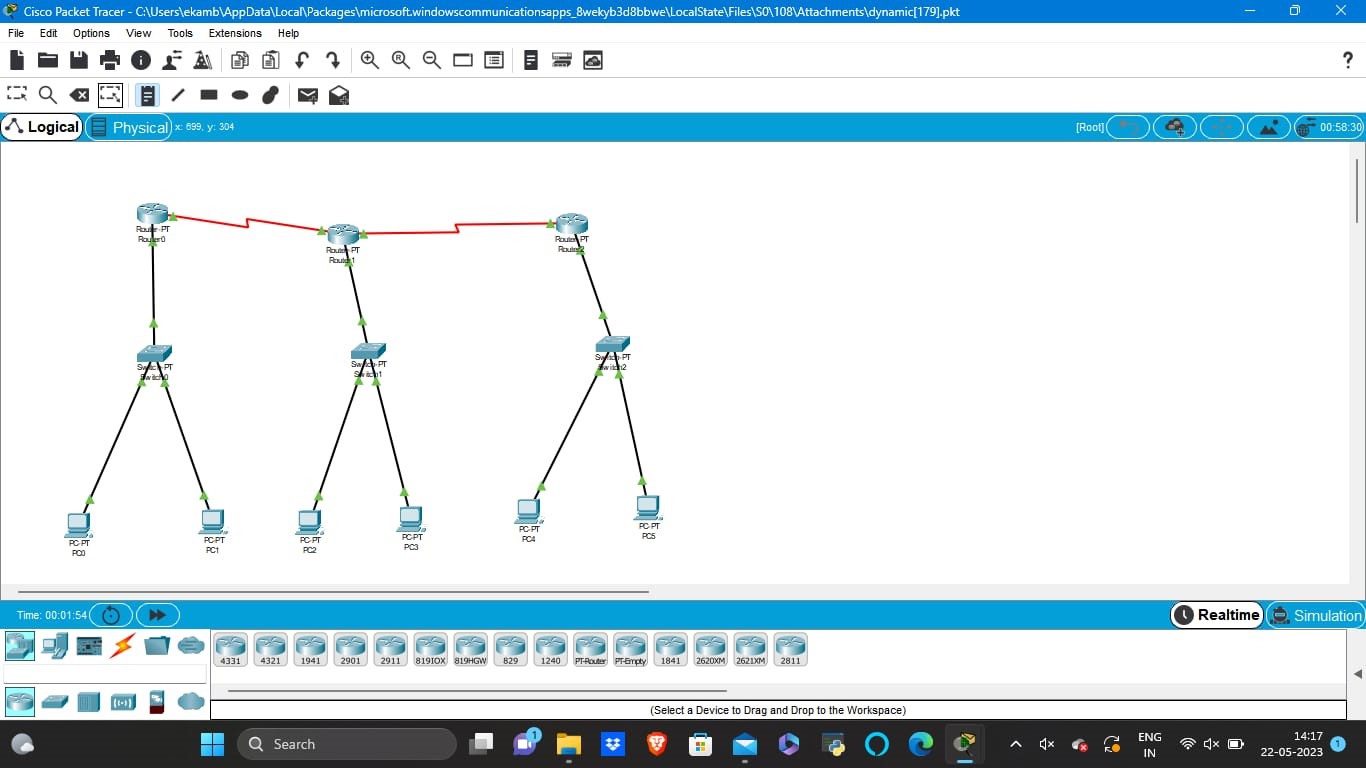 Cisco Packet Tracer - C:\Users\ekamb\AppData\Local\Packages\microsoft.windowscommunicationsapps_8wekyb3d8bbwe\LocalState\Files\S0\108\Attachments\dynamic[179].pkt
File Edit Options View Tools Extensions Help
Logical Physical x: 699, y: 304 [Root] 00:58:30
Router-PT
Router0
Router-PT
Router1
Router-PT
Router2
Switch-PT
Switch0
Switch-PT
Switch1
Switch-PT
Switch2
PC-PT
PC0
PC-PT
PC1
PC-PT
PC2
PC-PT
PC3
PC-PT
PC4
PC-PT
PC5
Time: 00:01:54 Realtime Simulation
4331 4321 1941 2901 2911 819IOX 819HGW 829 1240 PT-Router PT-Empty 1841 2620XM 2621XM 2811
(Select a Device to Drag and Drop to the Workspace)
Search 1 ENG IN 14:17 22-05-2023 1